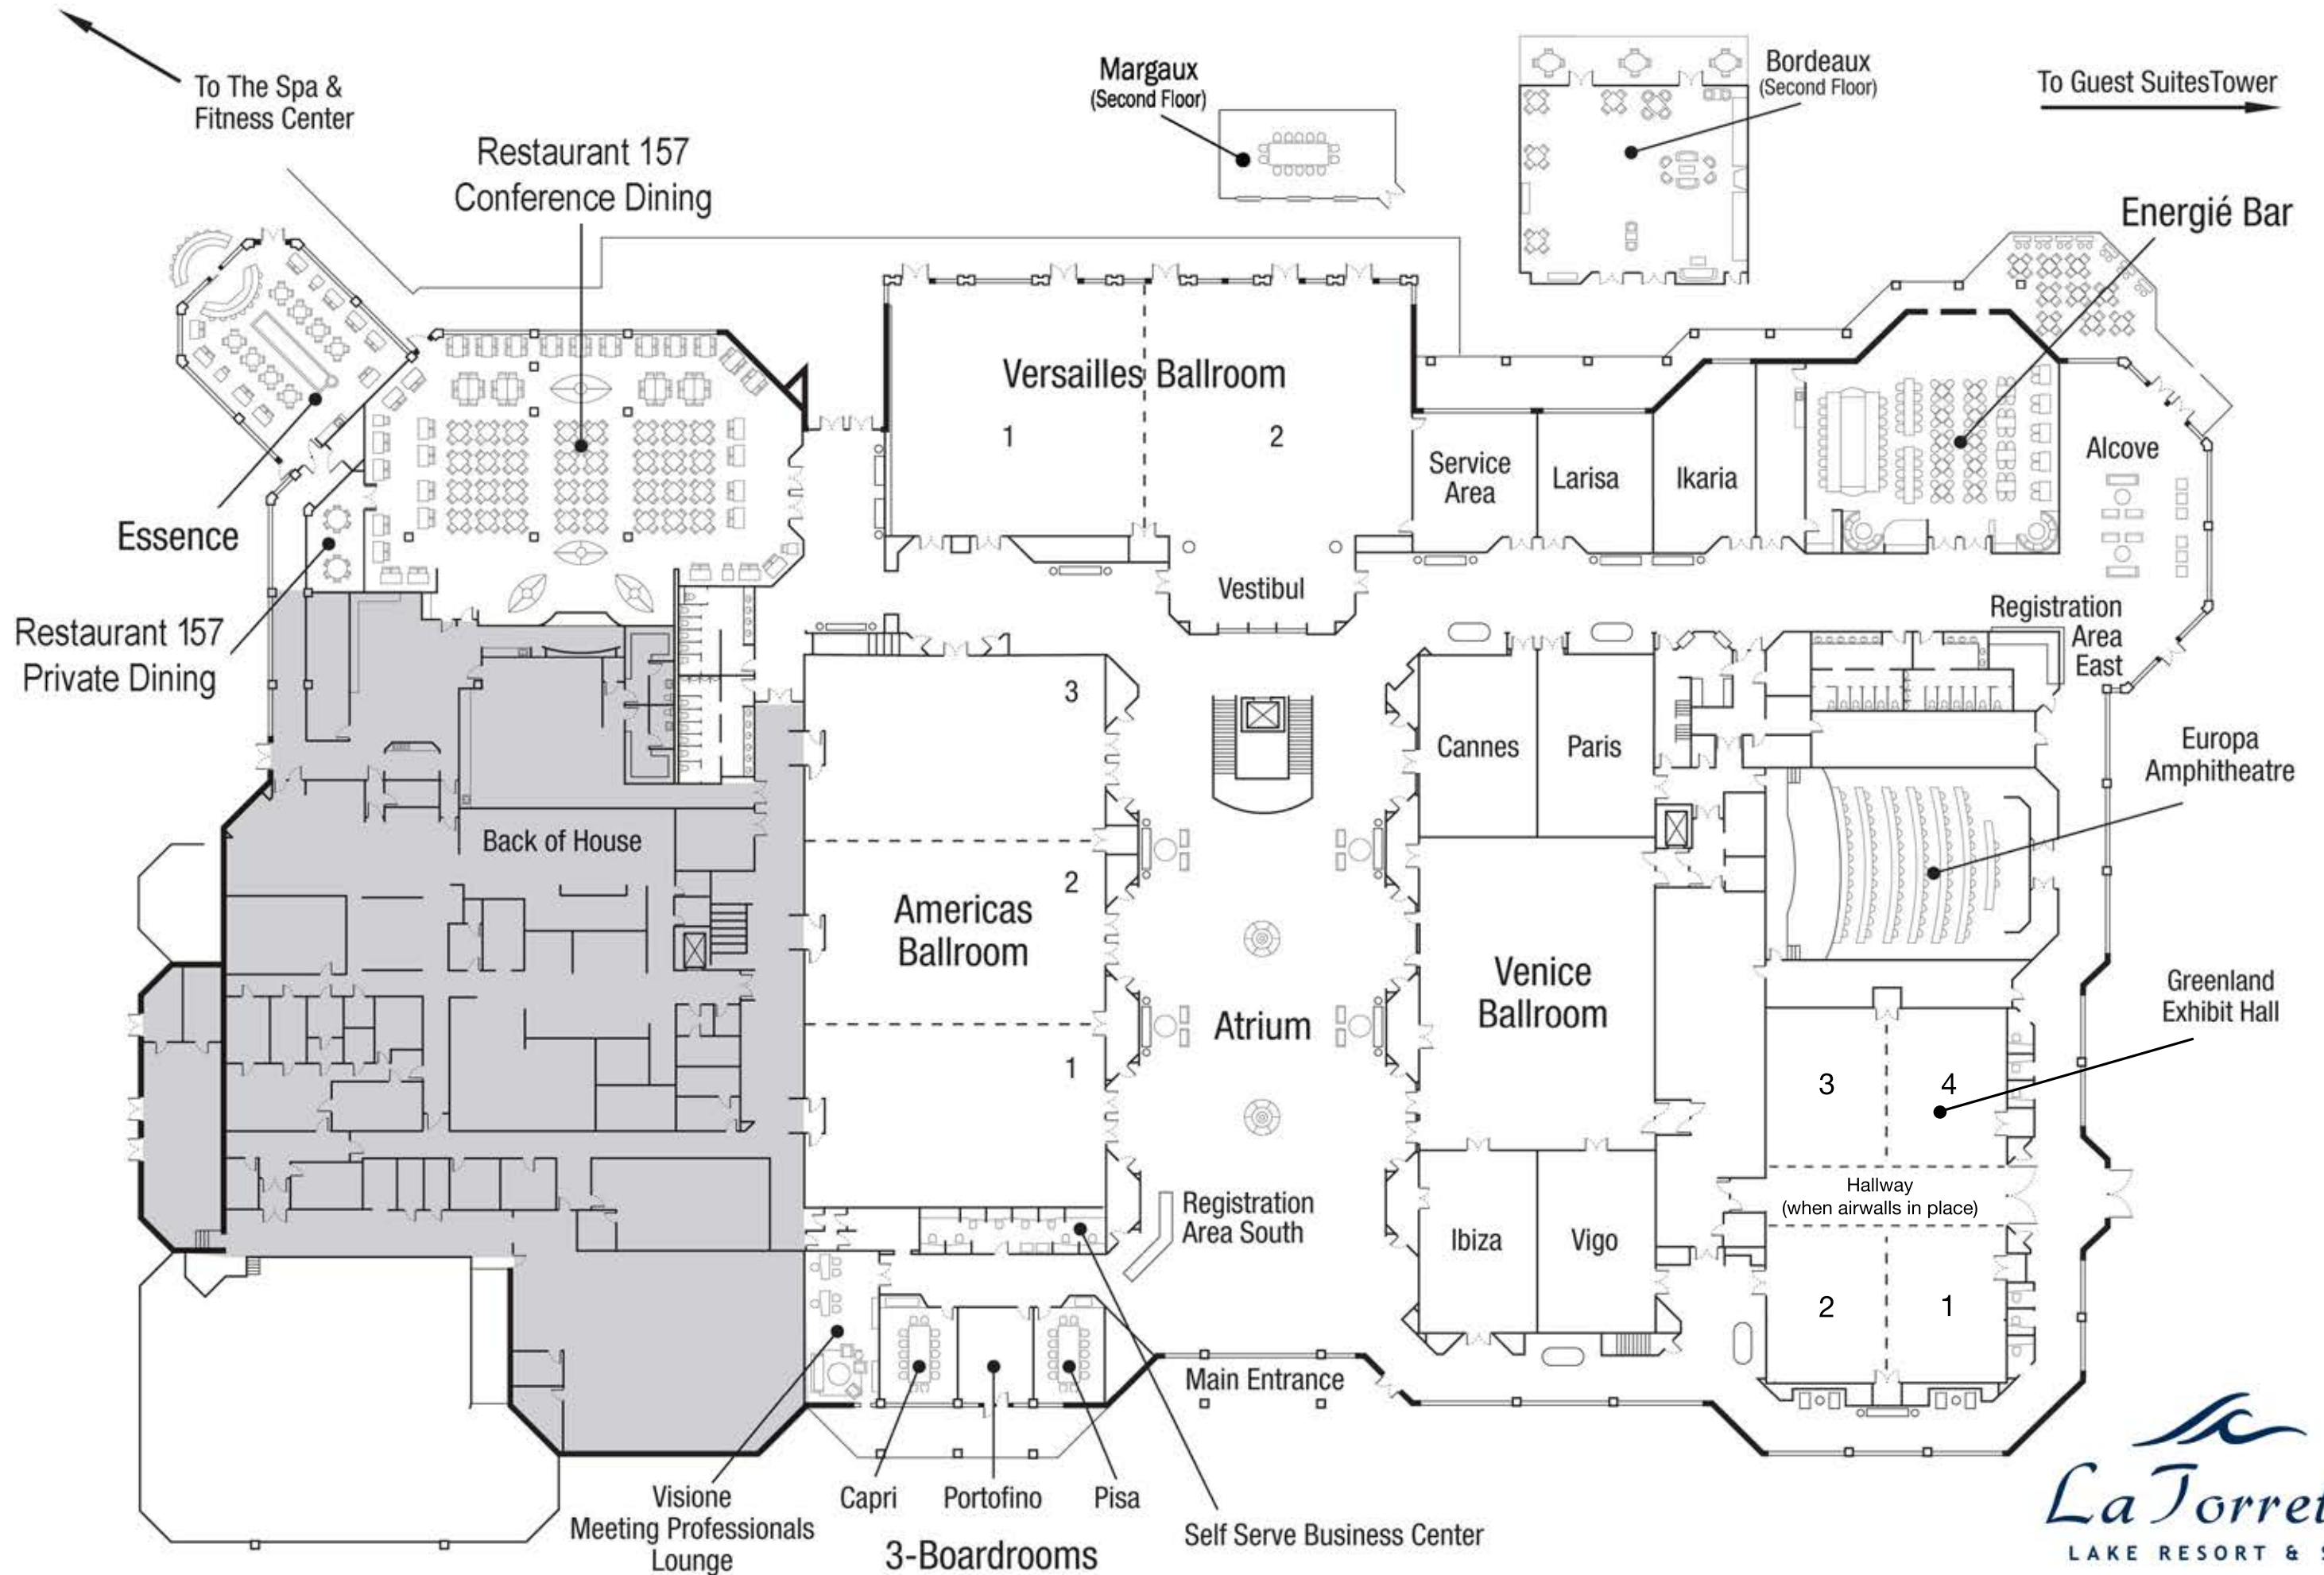 To The Spa &
Fitness Center
Margaux
(Second Floor)
Bordeaux
(Second Floor)
To Guest SuitesTower
Restaurant 157
Conference Dining
Energié Bar
Versailles Ballroom
1
2
Alcove
Service
Area
Larisa
Ikaria
Essence
Vestibul
Registration
Area
East
Restaurant 157
Private Dining
3
Cannes
Paris
Europa
Amphitheatre
Back of House
2
Americas
Ballroom
Venice
Ballroom
Greenland
Exhibit Hall
Atrium
1
3
4
Hallway
(when airwalls in place)
Registration
Area South
Ibiza
Vigo
2
1
Main Entrance
Visione
Meeting Professionals
Lounge
Capri
Portofino
Pisa
Self Serve Business Center
3-Boardrooms
La Torret
LAKE RESORT &